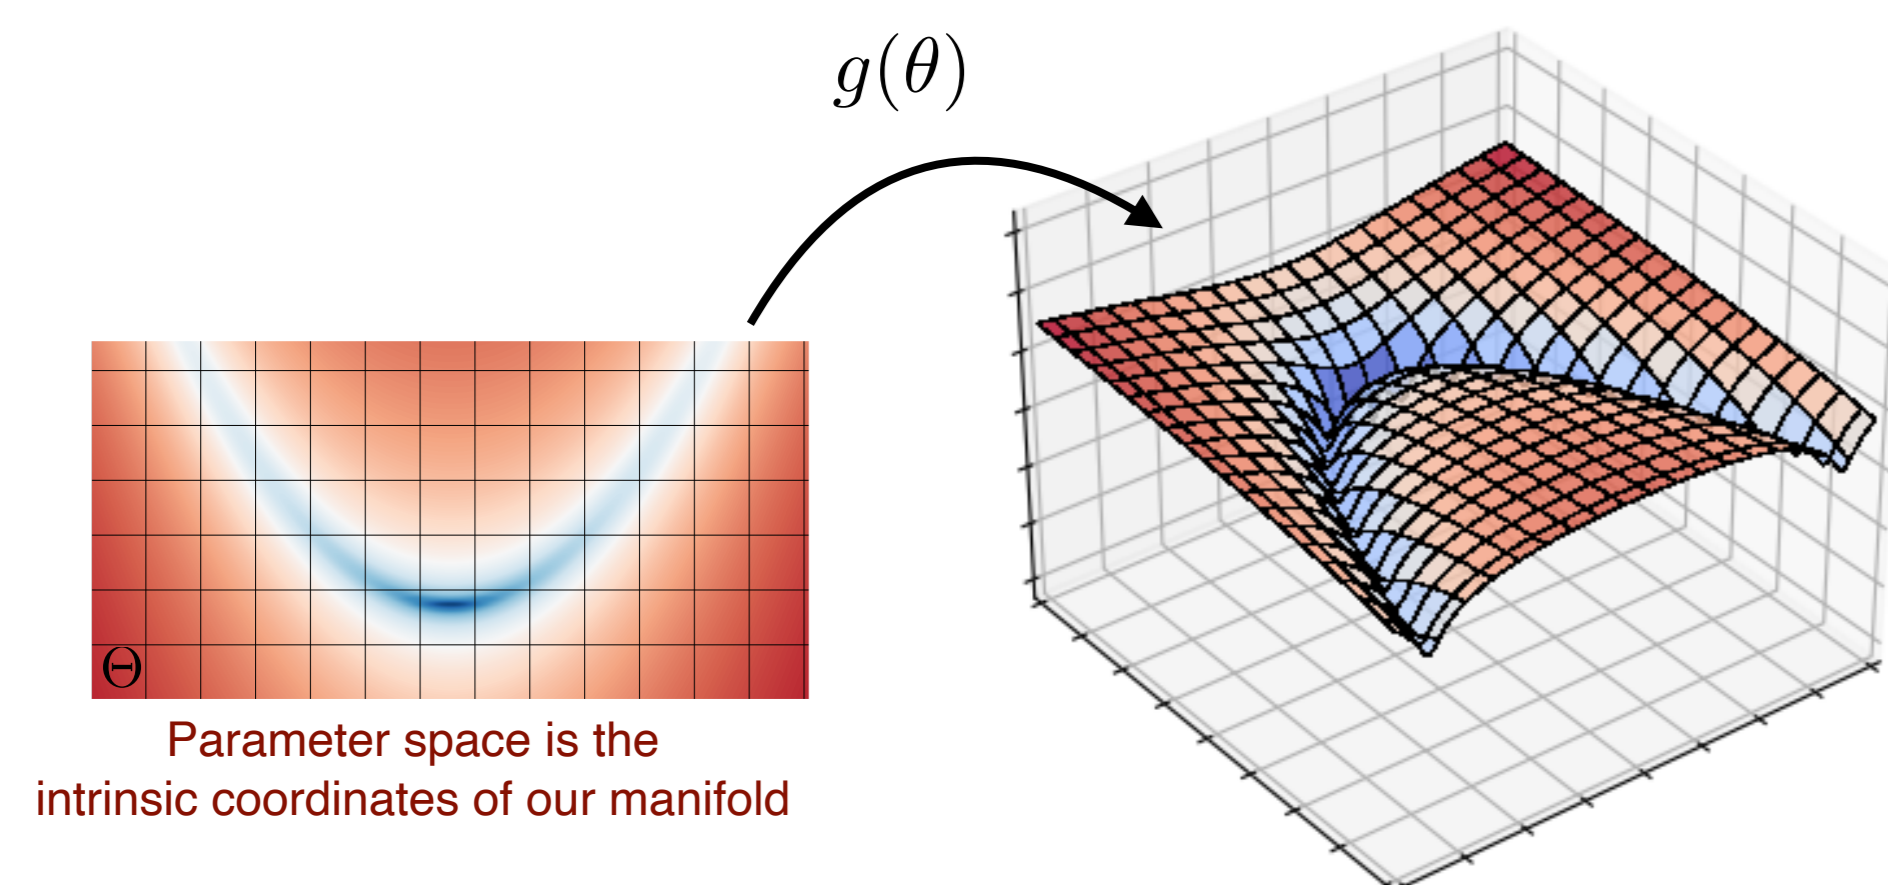 g(θ)
Θ
Parameter space is the
intrinsic coordinates of our manifold